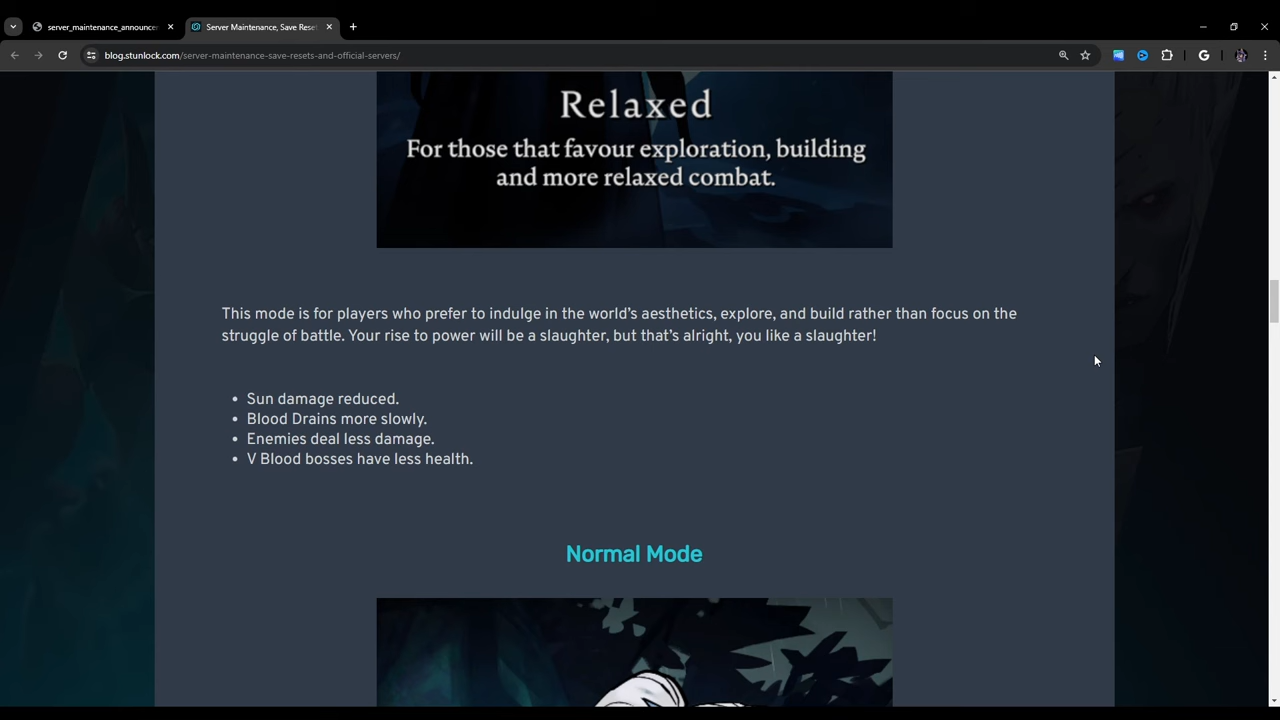 server_maintenance_announce
Server Maintenance, Save Rese
blog.stunlock.com/server-maintenance-save-resets-and-official-servers/
Relaxed
For those that favour exploration, building
and more relaxed combat.
This mode is for players who prefer to indulge in the world's aesthetics, explore, and build rather than focus on the
struggle of battle. Your rise to power will be a slaughter, but that's alright, you like a slaughter!
• Sun damage reduced.
• Blood Drains more slowly.
• Enemies deal less damage.
• V Blood bosses have less health.
Normal Mode